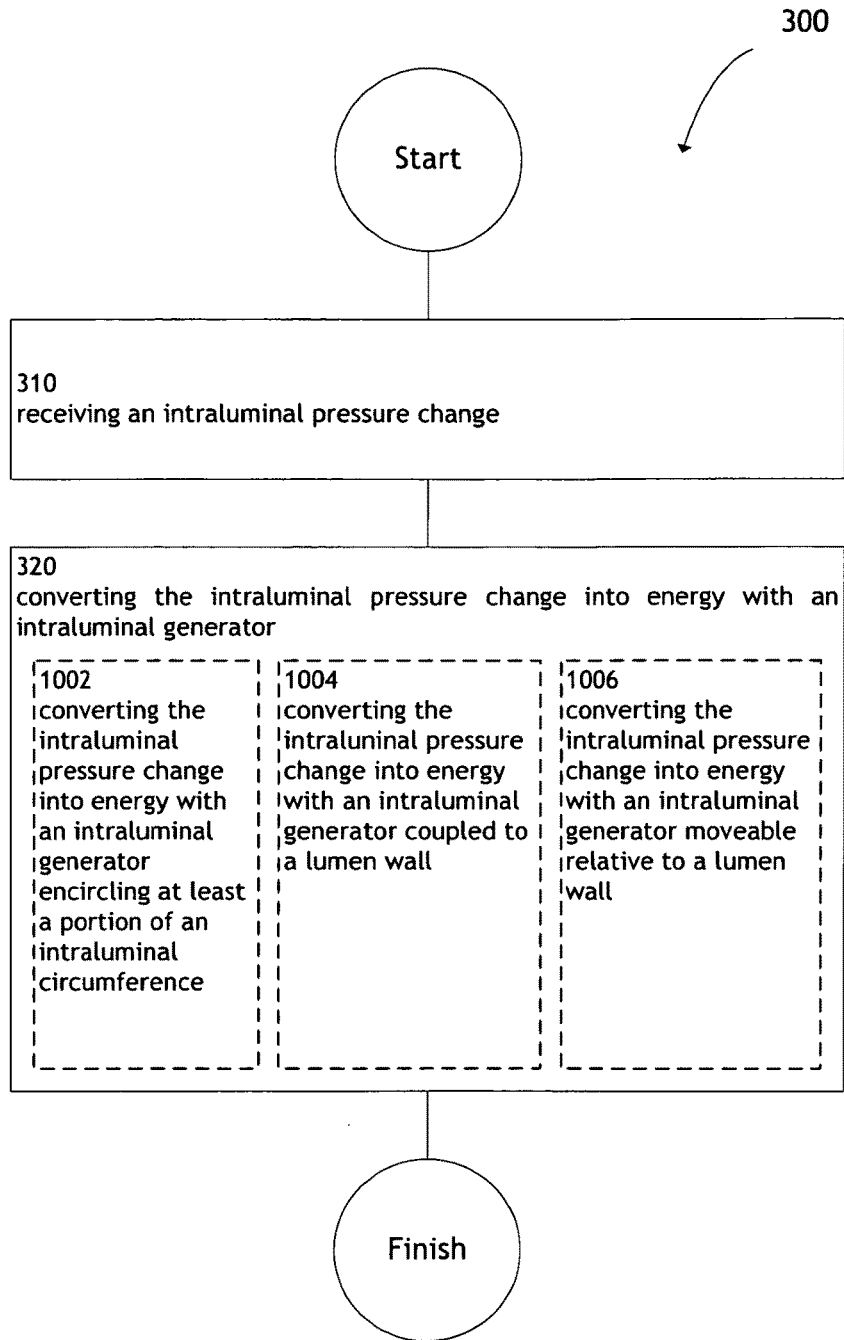 300
Start
310
receiving an intraluminal pressure change
320
converting the intraluminal pressure change into energy with an
intraluminal generator
1002
converting the
intraluminal
pressure change
into energy with
an intraluminal
generator
encircling at least
a portion of an
intraluminal
circumference
1004
converting the
intraluninal pressure
change into energy
with an intraluminal
generator coupled to
a lumen wall
1006
converting the
intraluminal pressure
change into energy
with an intraluminal
generator moveable
relative to a lumen
wall
Finish